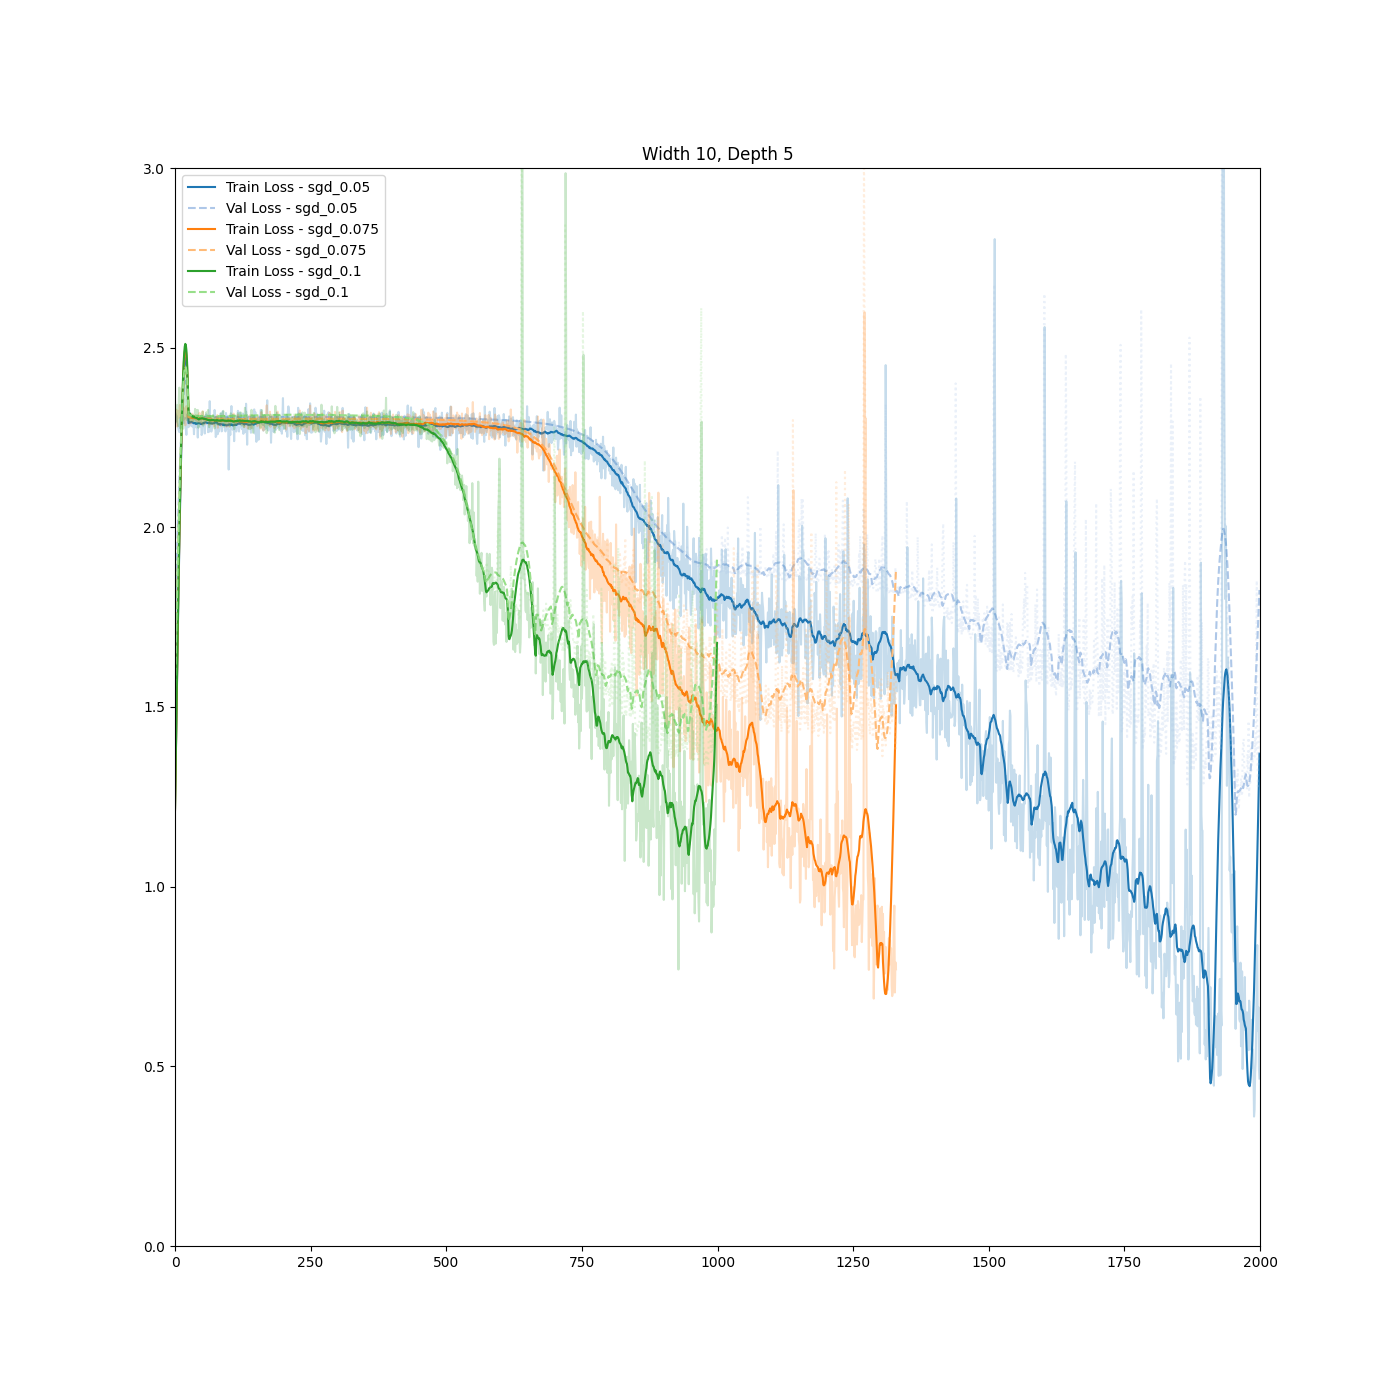 Width 10, Depth 5
3.0
2.5
2.0
1.5
1.0
0.5
0.0
Train Loss - sgd_0.05
Val Loss - sgd_0.05
Train Loss - sgd_0.075
Val Loss - sgd_0.075
Train Loss - sgd_0.1
Val Loss - sgd_0.1
0 250 500 750 1000 1250 1500 1750 2000